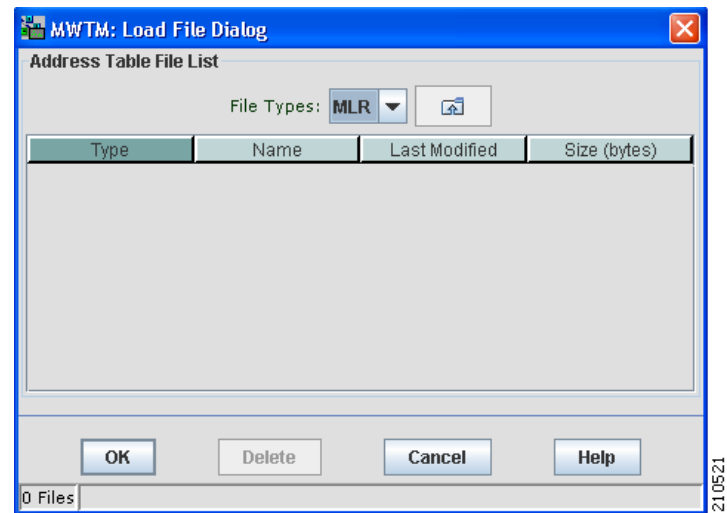 MWTM: Load File Dialog
Address Table File List
File Types: MLR
Type Name Last Modified Size (bytes)
OK Delete Cancel Help
0 Files
210521